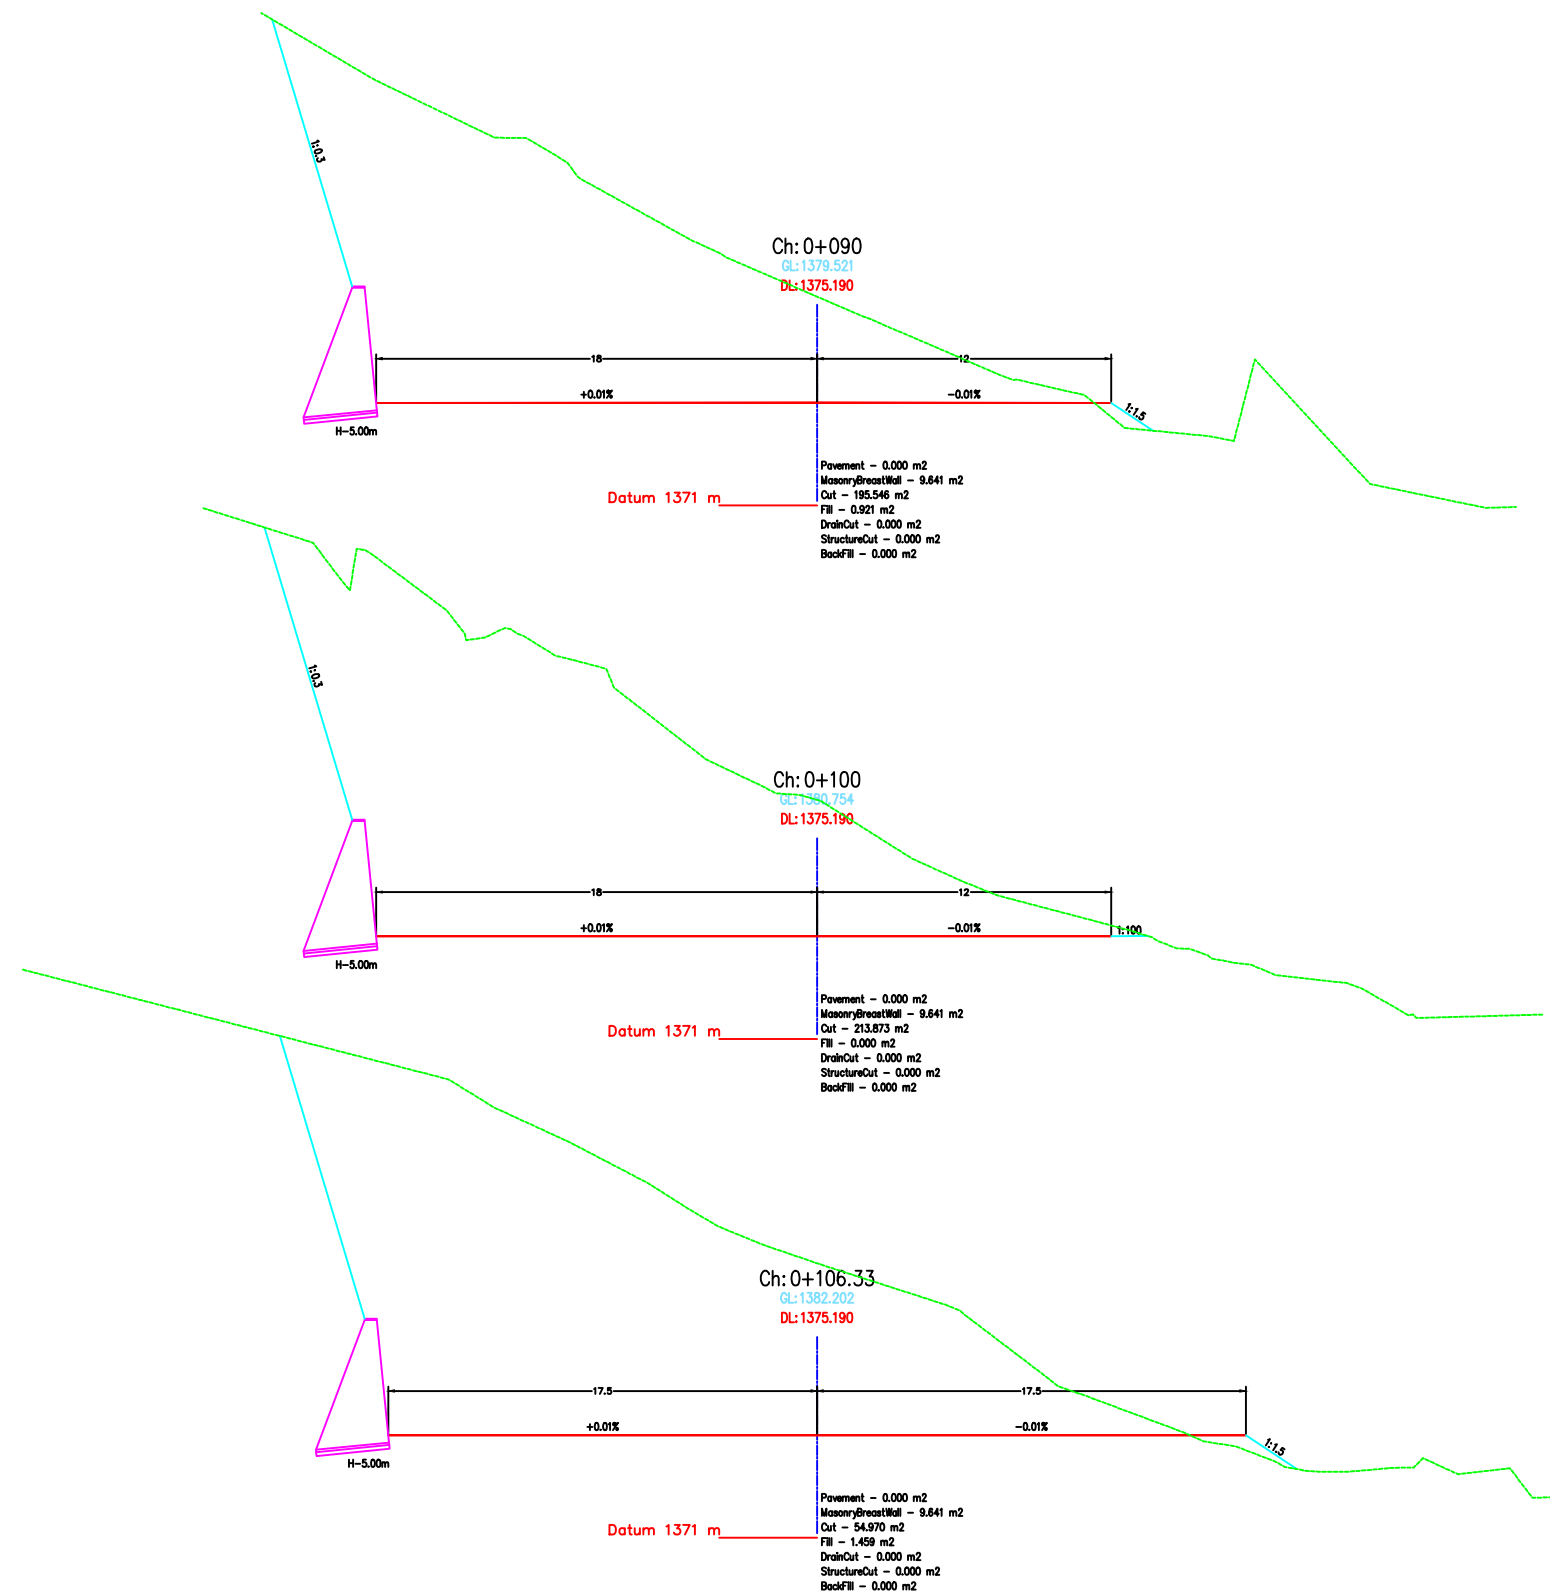 1:0.3
Ch: 0+090
GL:1379.521
DL:1375.190
18
12
+0.01%
-0.01%
1:1.5
H-5.00m
Pavement - 0.000 m2
MasonryBreastWall - 9.641 m2
Datum 1371 m
Cut - 195.546 m2
Fill - 0.921 m2
DrainCut - 0.000 m2
StructureCut - 0.000 m2
BackFill - 0.000 m2
1:0.3
Ch: 0+100
GL:1380.754
DL:1375.190
18
12
+0.01%
-0.01%
1:100
H-5.00m
Pavement - 0.000 m2
MasonryBreastWall - 9.641 m2
Datum 1371 m
Cut - 213.873 m2
Fill - 0.000 m2
DrainCut - 0.000 m2
StructureCut - 0.000 m2
BackFill - 0.000 m2
Ch: 0+106.33
GL:1382.202
DL:1375.190
17.5
17.5
+0.01%
-0.01%
1:1.5
H-5.00m
Pavement - 0.000 m2
MasonryBreastWall - 9.641 m2
Datum 1371 m
Cut - 54.970 m2
Fill - 1.459 m2
DrainCut - 0.000 m2
StructureCut - 0.000 m2
BackFill - 0.000 m2